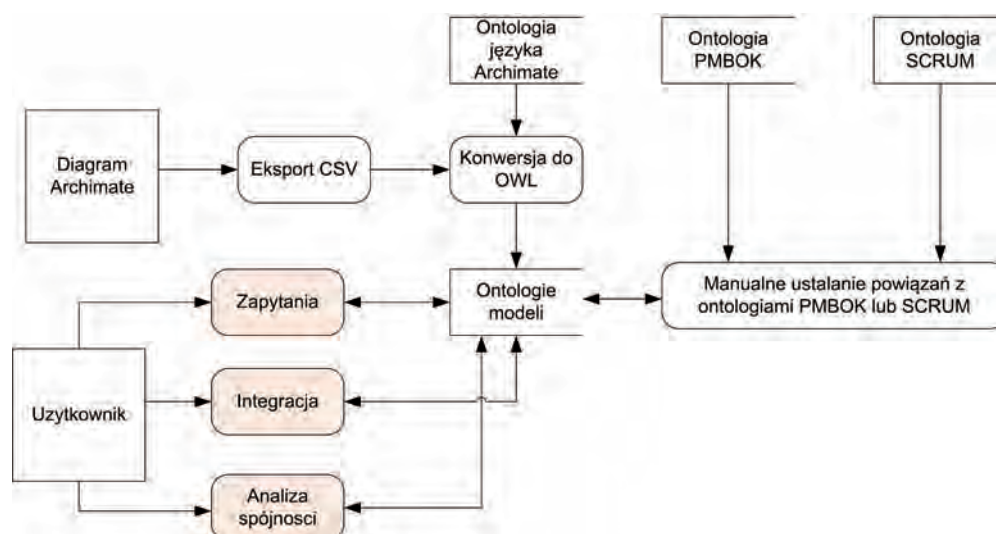 Ontologia
języka
Archimate
Ontologia
PMBOK
Ontologia
SCRUM
Diagram
Archimate
Eksport CSV
Konwersja do
OWL
Zapytania
Ontologie
modeli
Manualne ustalanie powiązań z
ontologiami PMBOK lub SCRUM
Uzytkownik
Integracja
Analiza
spójnosci